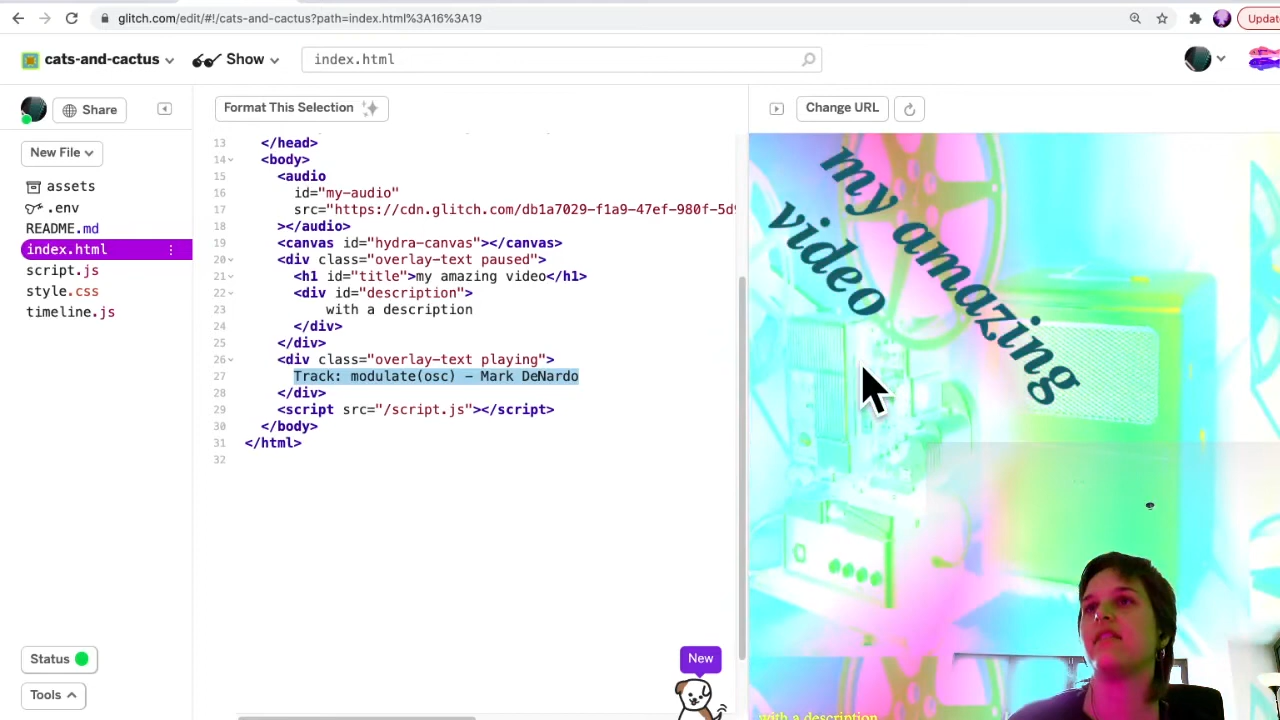 glitch.com/edit/#!/cats-and-cactus?path=index.html%3A16%3A19
Update
cats-and-cactus
Show
index.html
Share
Format This Selection
Change URL
New File
assets
.env
README.md
index.html
script.js
style.css
timeline.js
13 </head>
14 <body>
15 <audio
16 id="my-audio"
17 src="https://cdn.glitch.com/db1a7029-f1a9-47ef-980f-5d9
18 ></audio>
19 <canvas id="hydra-canvas"></canvas>
20 <div class="overlay-text paused">
21 <h1 id="title">my amazing video</h1>
22 <div id="description">
23 with a description
24 </div>
25 </div>
26 <div class="overlay-text playing">
27 Track: modulate(osc) – Mark DeNardo
28 </div>
29 <script src="/script.js"></script>
30 </body>
31 </html>
32
my amazing
video
with a description
Status
Tools
New